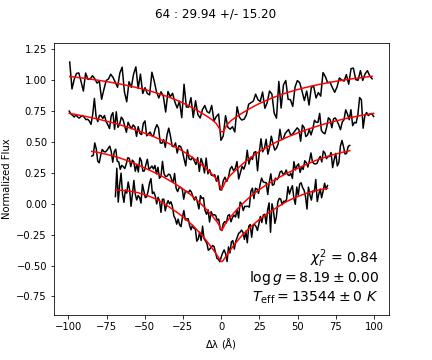 64 : 29.94 +/- 15.20
Normalized Flux
1.25
1.00
0.75
0.50
0.25
0.00
−0.25
−0.50
−0.75
χ²ᵣ = 0.84
log g = 8.19 ± 0.00
T_eff = 13544 ± 0 K
−100 −75 −50 −25 0 25 50 75 100
Δλ (Å)